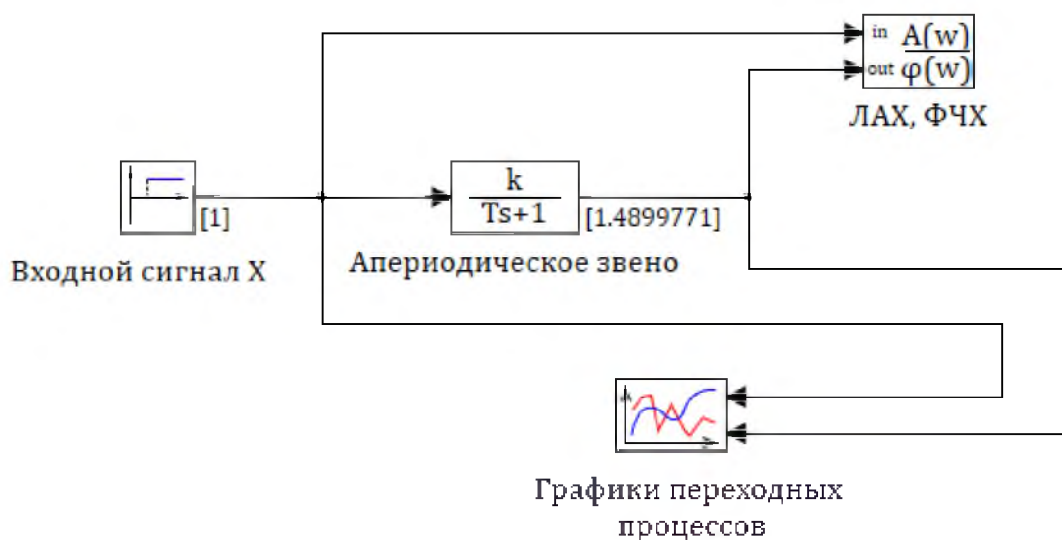 in A(w)
out φ(w)
ЛАХ, ФЧХ
k
Ts+1
[1]
[1.4899771]
Входной сигнал X
Апериодическое звено
Графики переходных
процессов